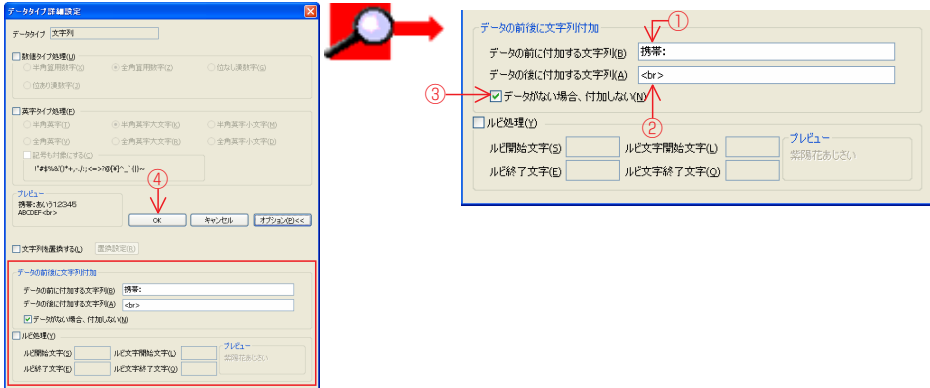 データタイプ詳細設定
データタイプ 文字列
数値タイプ処理(U)
半角算用数字(V) 全角算用数字(Z) 位なし漢数字(G)
位あり漢数字(J)
英字タイプ処理(F)
半角英字(T) 半角英字大文字(K) 半角英字小文字(M)
全角英字(V) 全角英字大文字(R) 全角英字小文字(D)
記号も対象にする(C)
プレビュー
携帯:あいう12345
ABCDEF<br>
④
OK キャンセル オプション(P)<<
文字列を置換する(L) 置換設定(R)
データの前後に文字列付加
データの前に付加する文字列(B) 携帯:
データの後に付加する文字列(A) <br>
データがない場合、付加しない(N)
ルビ処理(Y)
ルビ開始文字(S) ルビ文字開始文字(L) プレビュー
ルビ終了文字(E) ルビ文字終了文字(O) 紫陽花あじさい
データの前後に文字列付加 ①
データの前に付加する文字列(B) 携帯:
データの後に付加する文字列(A) <br>
③ データがない場合、付加しない(N) ②
ルビ処理(Y)
ルビ開始文字(S) ルビ文字開始文字(L) プレビュー
ルビ終了文字(E) ルビ文字終了文字(O) 紫陽花あじさい